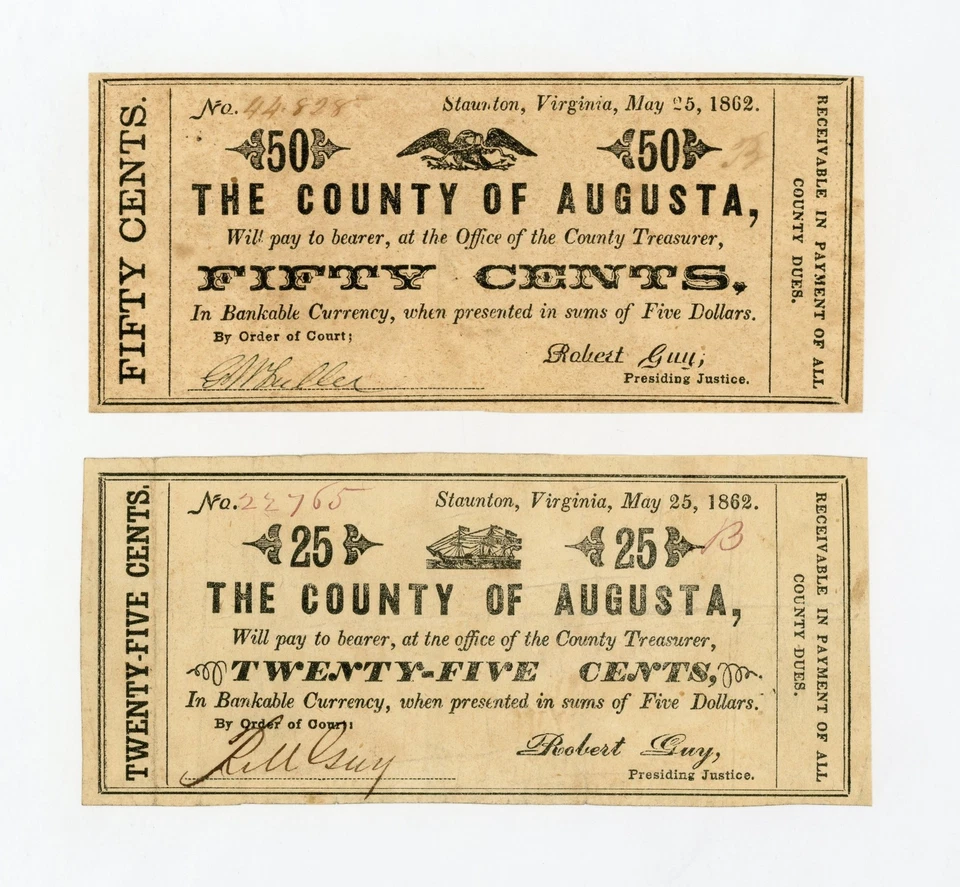 FIFTY CENTS.
No. 44.828
Staunton, Virginia, May 25, 1862.
50
50
B
THE COUNTY OF AUGUSTA,
Will pay to bearer, at the Office of the County Treasurer,
FIFTY CENTS,
In Bankable Currency, when presented in sums of Five Dollars.
By Order of Court;
Robert Guy,
Presiding Justice.
RECEIVABLE IN PAYMENT OF ALL
COUNTY DUES.
TWENTY-FIVE CENTS.
No. 22765
Staunton, Virginia, May 25, 1862.
25
25
B
THE COUNTY OF AUGUSTA,
Will pay to bearer, at tne office of the County Treasurer,
TWENTY-FIVE CENTS,
In Bankable Currency, when presented in sums of Five Dollars.
By Order of Court:
R M Guy
Robert Guy,
Presiding Justice.
RECEIVABLE IN PAYMENT OF ALL
COUNTY DUES.